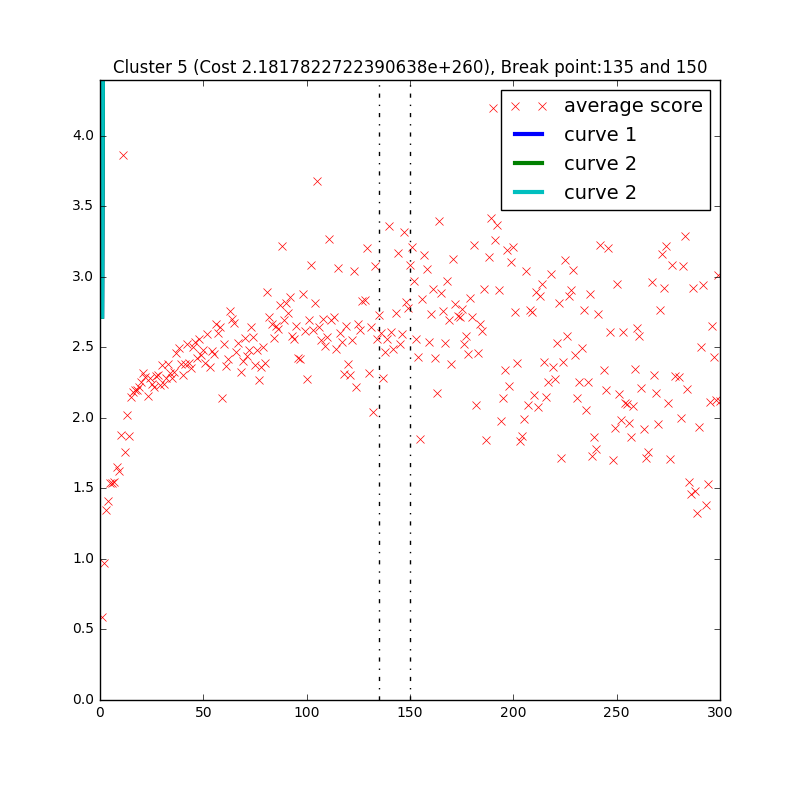 Cluster 5 (Cost 2.1817822722390638e+260), Break point:135 and 150
average score
curve 1
curve 2
curve 2
4.0
3.5
3.0
2.5
2.0
1.5
1.0
0.5
0.0
0 50 100 150 200 250 300